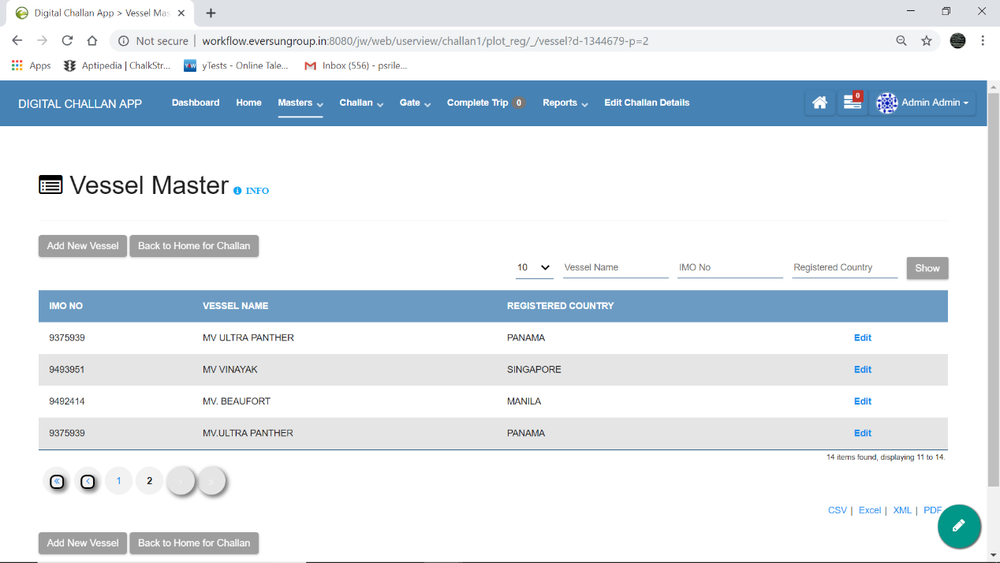 Digital Challan App > Vessel Mas
Not secure | workflow.eversungroup.in:8080/jw/web/userview/challan1/plot_reg/_/vessel?d-1344679-p=2
Apps Aptipedia | ChalkStr... YW yTests - Online Tale... Inbox (556) - psrile...
DIGITAL CHALLAN APP Dashboard Home Masters Challan Gate Complete Trip 0 Reports Edit Challan Details 0 Admin Admin
Vessel Master INFO
Add New Vessel Back to Home for Challan
10 Vessel Name IMO No Registered Country Show
IMO NO VESSEL NAME REGISTERED COUNTRY
9375939 MV ULTRA PANTHER PANAMA Edit
9493951 MV VINAYAK SINGAPORE Edit
9492414 MV. BEAUFORT MANILA Edit
9375939 MV.ULTRA PANTHER PANAMA Edit
14 items found, displaying 11 to 14.
« ‹ 1 2 › »
CSV | Excel | XML | PDF
Add New Vessel Back to Home for Challan